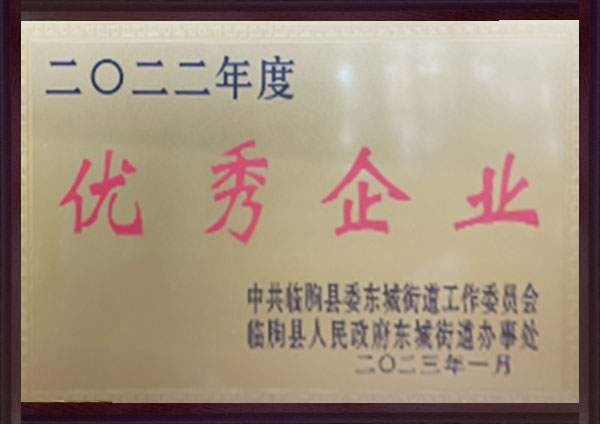 二〇二二年度
优秀企业
中共临朐县委东城街道工作委员会
临朐县人民政府东城街道办事处
二〇二三年一月